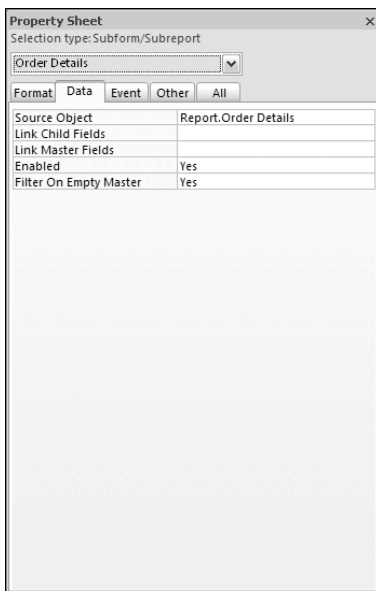 Property Sheet ×
Selection type: Subform/Subreport
Order Details
Format Data Event Other All
Source Object Report.Order Details
Link Child Fields
Link Master Fields
Enabled Yes
Filter On Empty Master Yes